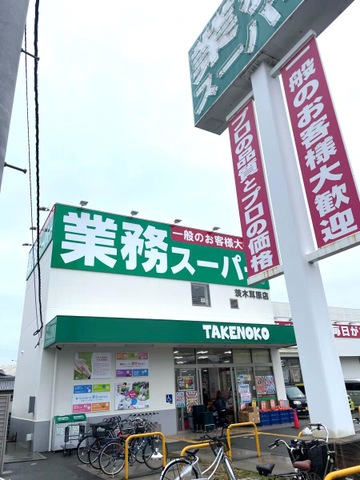 業務
スーパー
一般のお客様大歓迎
プロの品質とプロの価格
一般のお客様大
業務スーパー
茨木耳原店
TAKENOKO
毎日が